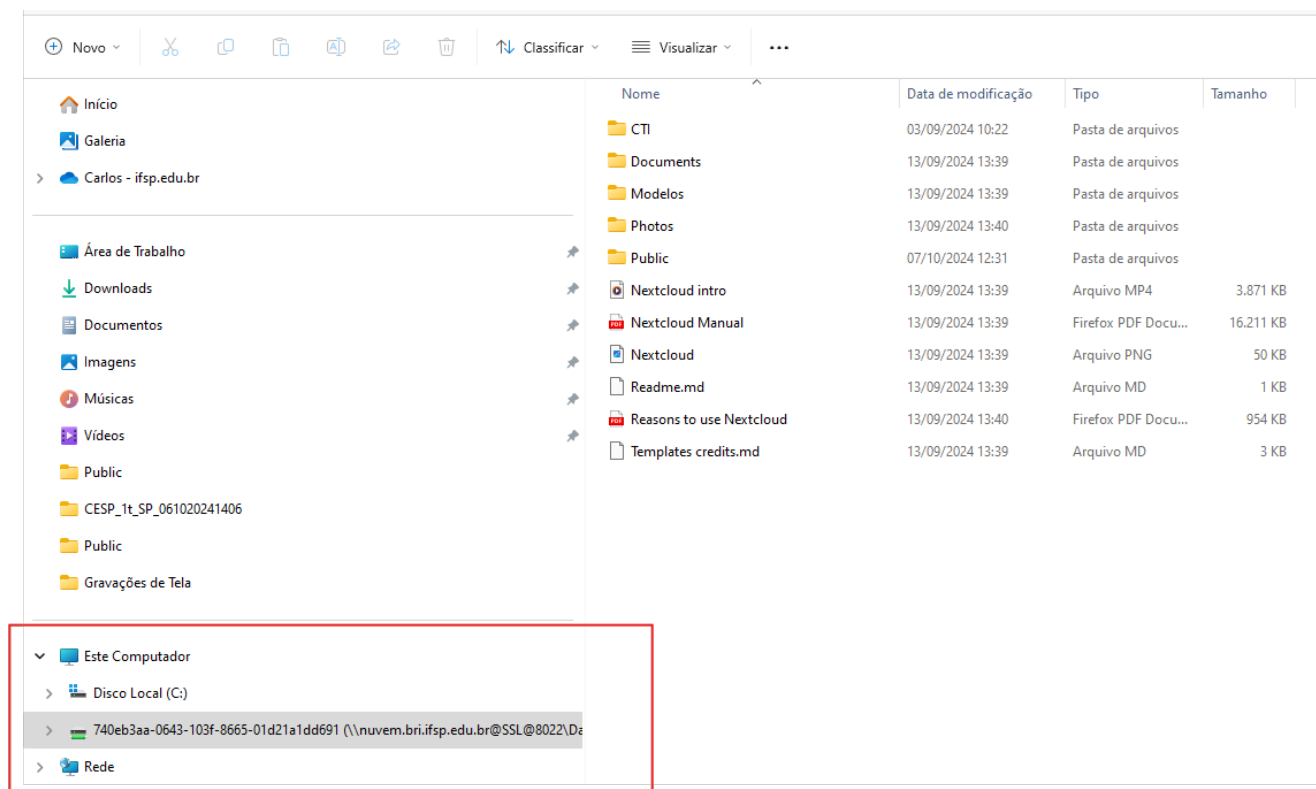 Novo Classificar Visualizar ...
Início
Galeria
Carlos - ifsp.edu.br
Área de Trabalho
Downloads
Documentos
Imagens
Músicas
Vídeos
Public
CESP_1t_SP_061020241406
Public
Gravações de Tela
Este Computador
Disco Local (C:)
740eb3aa-0643-103f-8665-01d21a1dd691 (\\nuvem.bri.ifsp.edu.br@SSL@8022\Da
Rede
Nome Data de modificação Tipo Tamanho
CTI 03/09/2024 10:22 Pasta de arquivos
Documents 13/09/2024 13:39 Pasta de arquivos
Modelos 13/09/2024 13:39 Pasta de arquivos
Photos 13/09/2024 13:40 Pasta de arquivos
Public 07/10/2024 12:31 Pasta de arquivos
Nextcloud intro 13/09/2024 13:39 Arquivo MP4 3.871 KB
Nextcloud Manual 13/09/2024 13:39 Firefox PDF Docu... 16.211 KB
Nextcloud 13/09/2024 13:39 Arquivo PNG 50 KB
Readme.md 13/09/2024 13:39 Arquivo MD 1 KB
Reasons to use Nextcloud 13/09/2024 13:40 Firefox PDF Docu... 954 KB
Templates credits.md 13/09/2024 13:39 Arquivo MD 3 KB